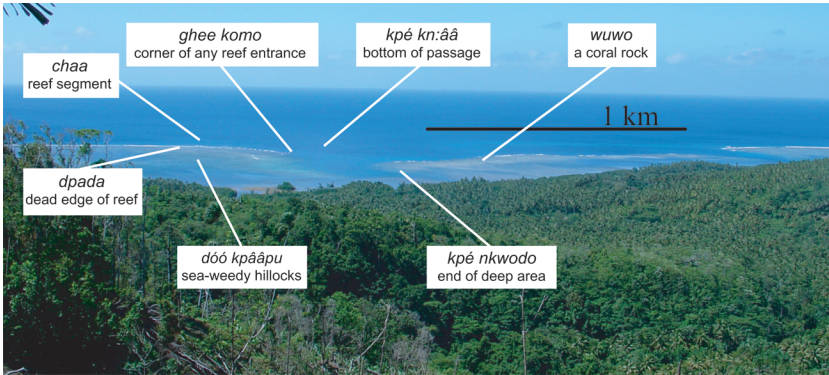 ghee komo
corner of any reef entrance
kpé kn:ââ
bottom of passage
wuwo
a coral rock
chaa
reef segment
1 km
dpada
dead edge of reef
dóó kpââpu
sea-weedy hillocks
kpé nkwodo
end of deep area